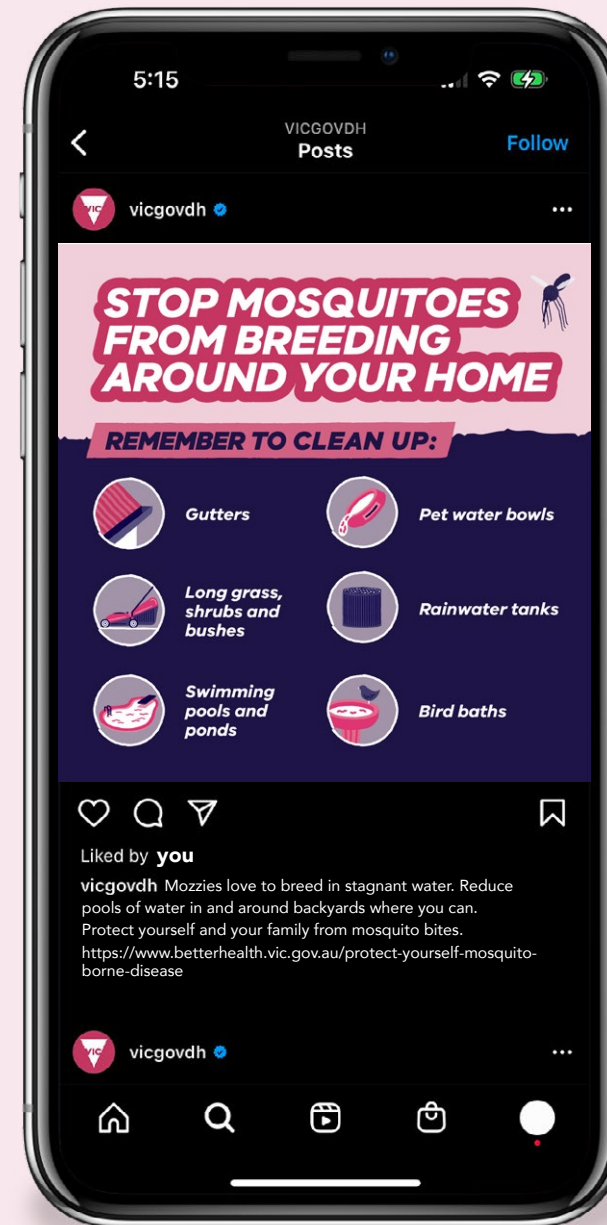 5:15
VICGOVDH
Posts
Follow
VIC
vicgovdh
STOP MOSQUITOES
FROM BREEDING
AROUND YOUR HOME
REMEMBER TO CLEAN UP:
Gutters
Pet water bowls
Long grass,
shrubs and
bushes
Rainwater tanks
Swimming
pools and
ponds
Bird baths
Liked by you
vicgovdh Mozzies love to breed in stagnant water. Reduce
pools of water in and around backyards where you can.
Protect yourself and your family from mosquito bites.
https://www.betterhealth.vic.gov.au/protect-yourself-mosquito-
borne-disease
VIC
vicgovdh